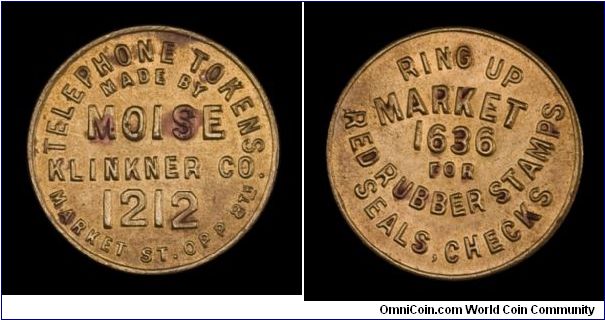 TELEPHONE TOKENS
MADE BY
MOISE
KLINKNER CO.
1212
MARKET ST. OPP 8TH
RING UP
MARKET
1636
FOR
RED RUBBER STAMPS
SEALS, CHECKS
OmniCoin.com World Coin Community